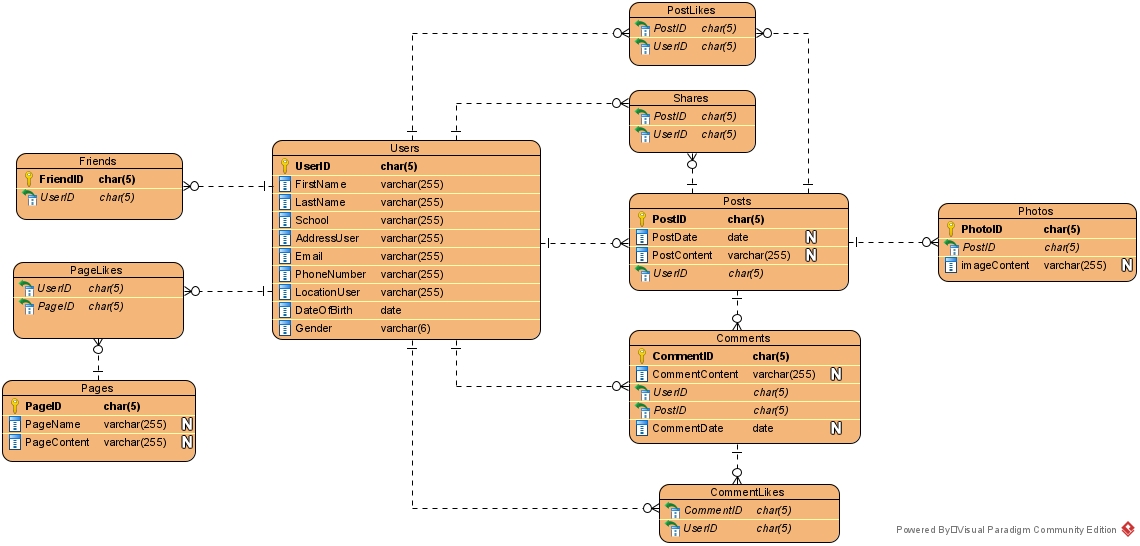 PostLikes
PostID char(5)
UserID char(5)
Shares
PostID char(5)
UserID char(5)
Users
UserID char(5)
FirstName varchar(255)
LastName varchar(255)
School varchar(255)
AddressUser varchar(255)
Email varchar(255)
PhoneNumber varchar(255)
LocationUser varchar(255)
DateOfBirth date
Gender varchar(6)
Friends
FriendID char(5)
UserID char(5)
PageLikes
UserID char(5)
PageID char(5)
Pages
PageID char(5)
PageName varchar(255) N
PageContent varchar(255) N
Posts
PostID char(5)
PostDate date N
PostContent varchar(255) N
UserID char(5)
Photos
PhotoID char(5)
PostID char(5)
imageContent varchar(255) N
Comments
CommentID char(5)
CommentContent varchar(255) N
UserID char(5)
PostID char(5)
CommentDate date N
CommentLikes
CommentID char(5)
UserID char(5)
Powered By Visual Paradigm Community Edition